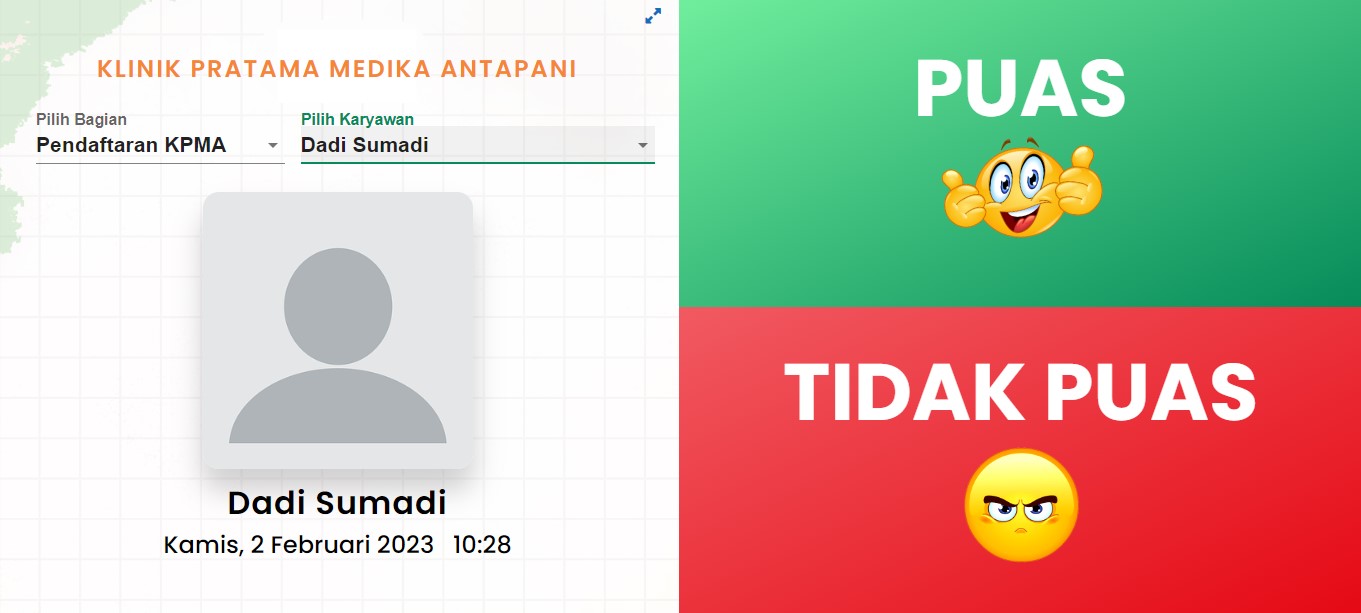 KLINIK PRATAMA MEDIKA ANTAPANI
Pilih Bagian
Pendaftaran KPMA
Pilih Karyawan
Dadi Sumadi
Dadi Sumadi
Kamis, 2 Februari 2023 10:28
PUAS
TIDAK PUAS